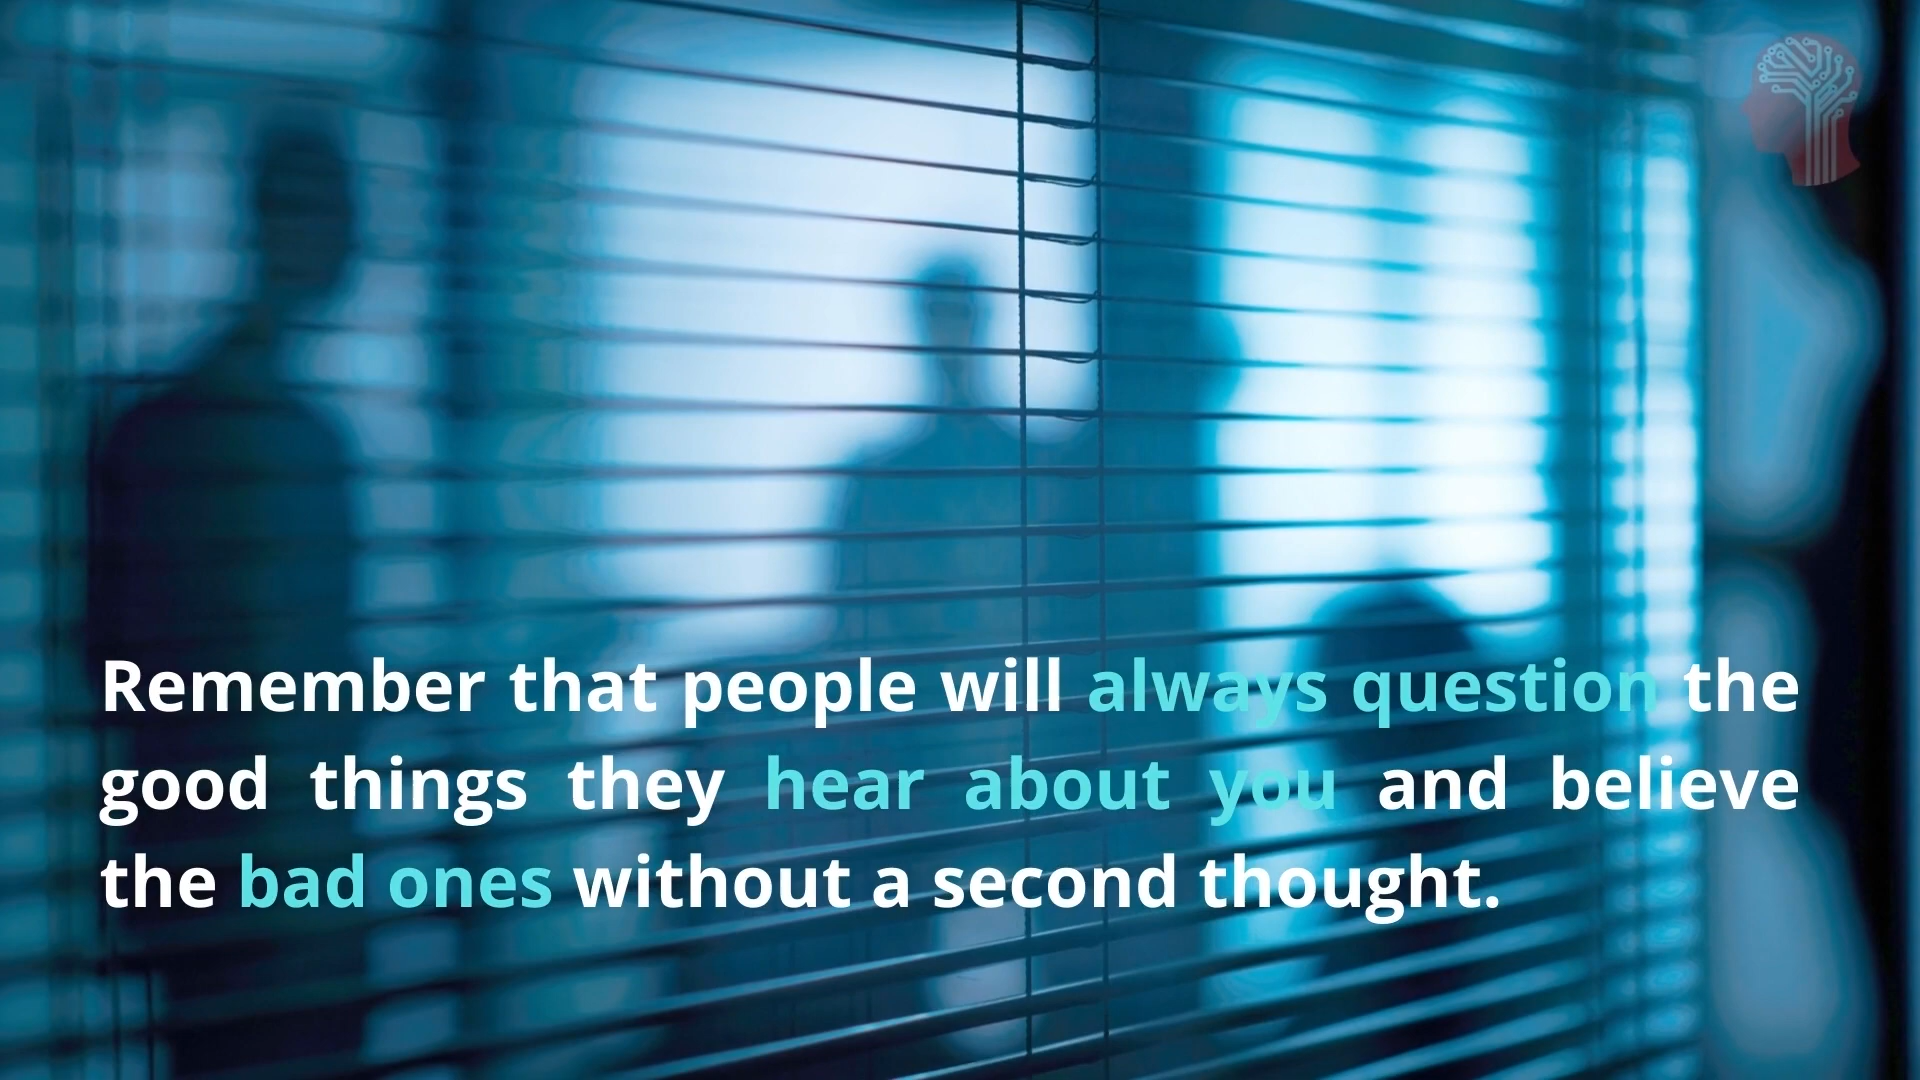 Remember that people will always question the
good things they hear about you and believe
the bad ones without a second thought.